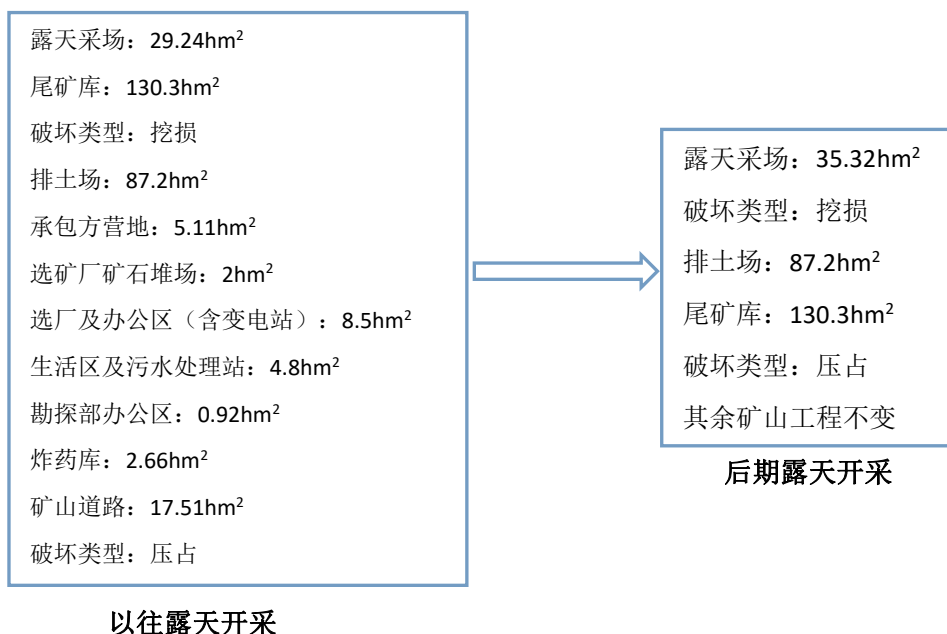 露天采场：29.24hm²
尾矿库：130.3hm²
破坏类型：挖损
排土场：87.2hm²
承包方营地：5.11hm²
选矿厂矿石堆场：2hm²
选厂及办公区（含变电站）：8.5hm²
生活区及污水处理站：4.8hm²
勘探部办公区：0.92hm²
炸药库：2.66hm²
矿山道路：17.51hm²
破坏类型：压占
以往露天开采
露天采场：35.32hm²
破坏类型：挖损
排土场：87.2hm²
尾矿库：130.3hm²
破坏类型：压占
其余矿山工程不变
后期露天开采